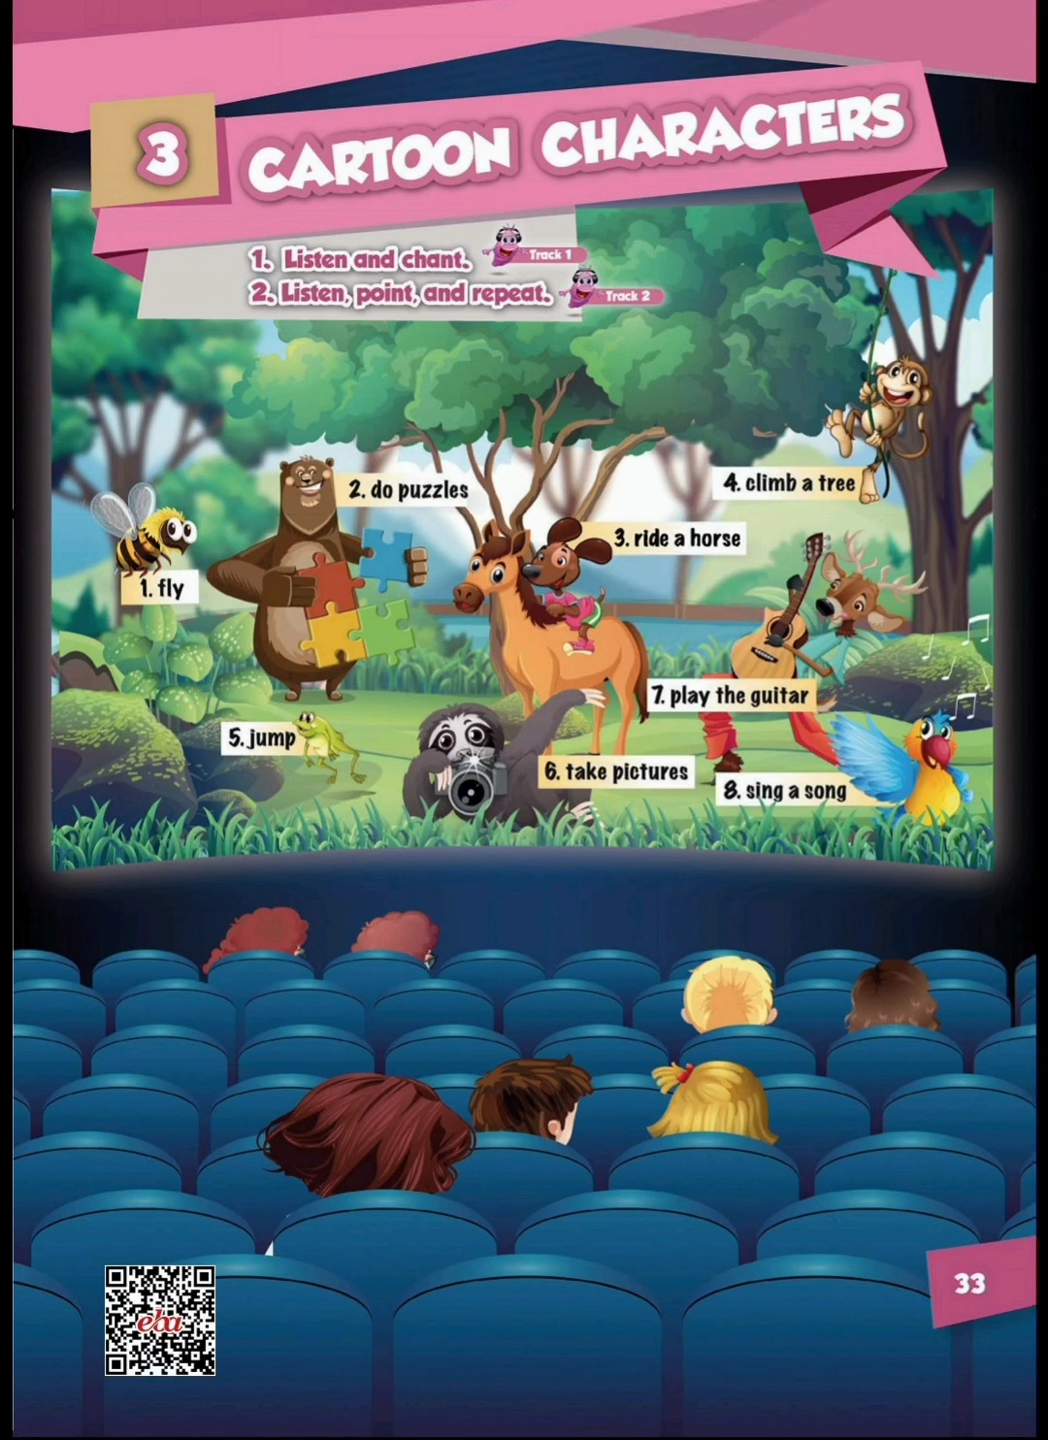 3
CARTOON CHARACTERS
1. Listen and chant.
Track 1
2. Listen, point, and repeat.
Track 2
4. climb a tree
2. do puzzles
3. ride a horse
1. fly
7. play the guitar
5. jump
6. take pictures
8. sing a song
eba
33